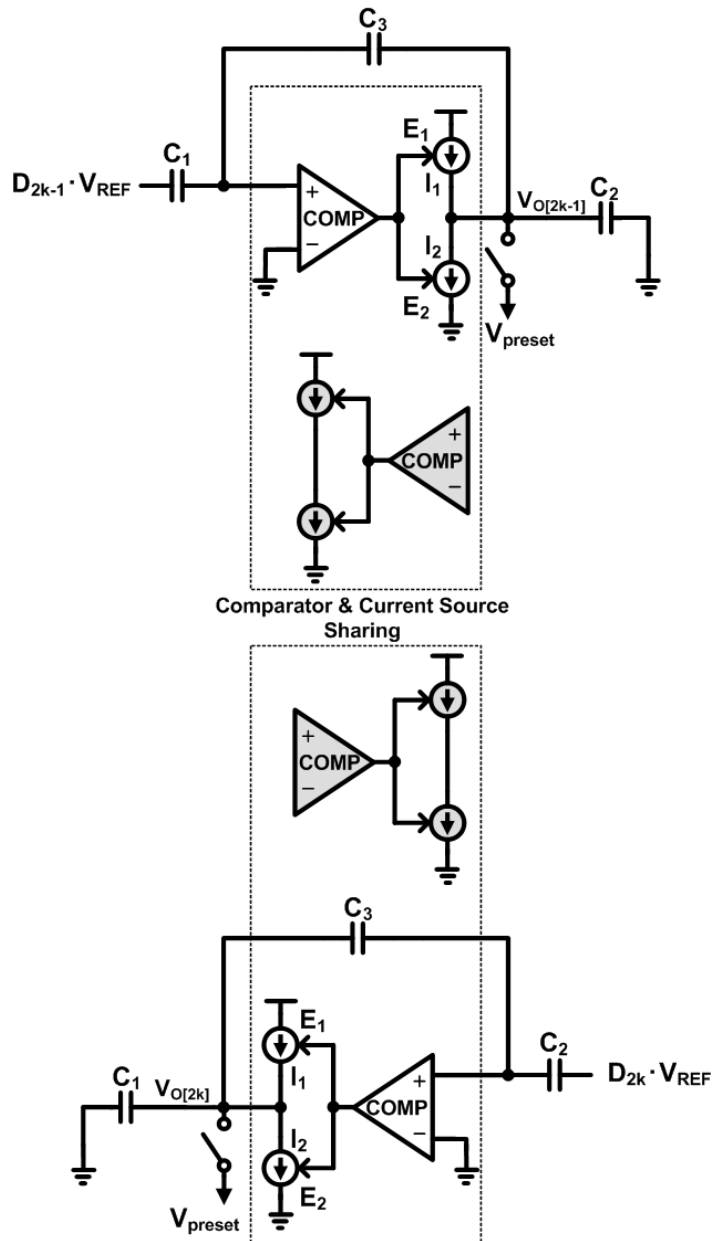 C3
E1
C1
D2k-1 · VREF
+
COMP
−
I1
VO[2k-1]
C2
I2
E2
Vpreset
+
COMP
−
Comparator & Current Source
Sharing
+
COMP
−
C3
E1
C2
D2k · VREF
C1
VO[2k]
I1
+
COMP
−
I2
E2
Vpreset